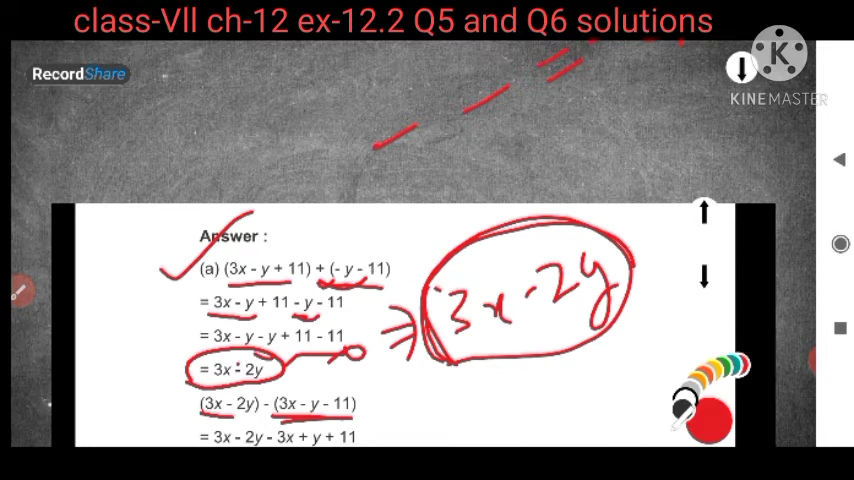 class-Vll ch-12 ex-12.2 Q5 and Q6 solutions
RecordShare
K
KINEMASTER
Answer :
(a) (3x - y + 11) + (- y - 11)
= 3x - y + 11 - y - 11
= 3x - y - y + 11 - 11
= 3x - 2y
3x - 2y
(3x - 2y) - (3x - y - 11)
= 3x - 2y - 3x + y + 11